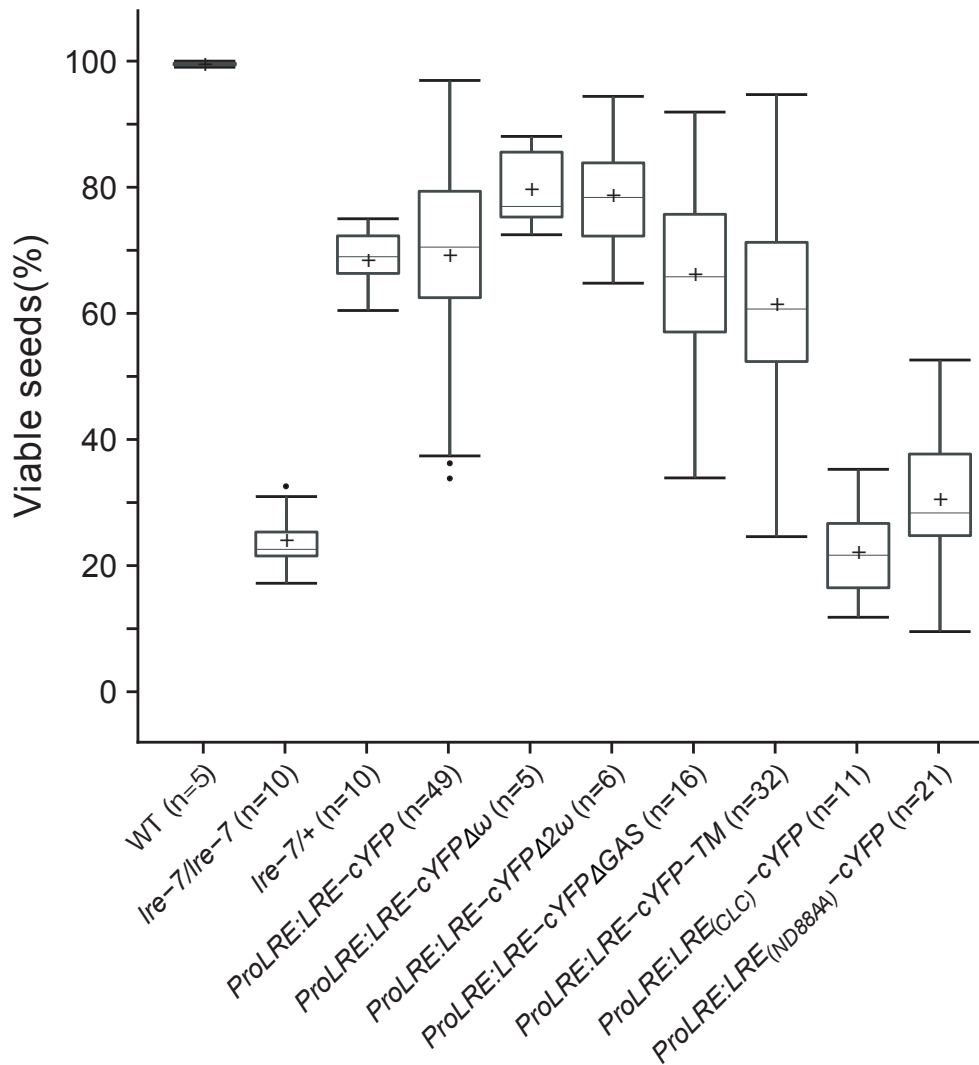 Viable seeds(%)
100
80
60
40
20
0
WT (n=5)
lre−7/lre−7 (n=10)
lre−7/+ (n=10)
ProLRE:LRE−cYFP (n=49)
ProLRE:LRE−cYFPΔω (n=5)
ProLRE:LRE−cYFPΔ2ω (n=6)
ProLRE:LRE−cYFPΔGAS (n=16)
ProLRE:LRE−cYFP−TM (n=32)
ProLRE:LRE(CLC)−cYFP (n=11)
ProLRE:LRE(ND88AA)−cYFP (n=21)